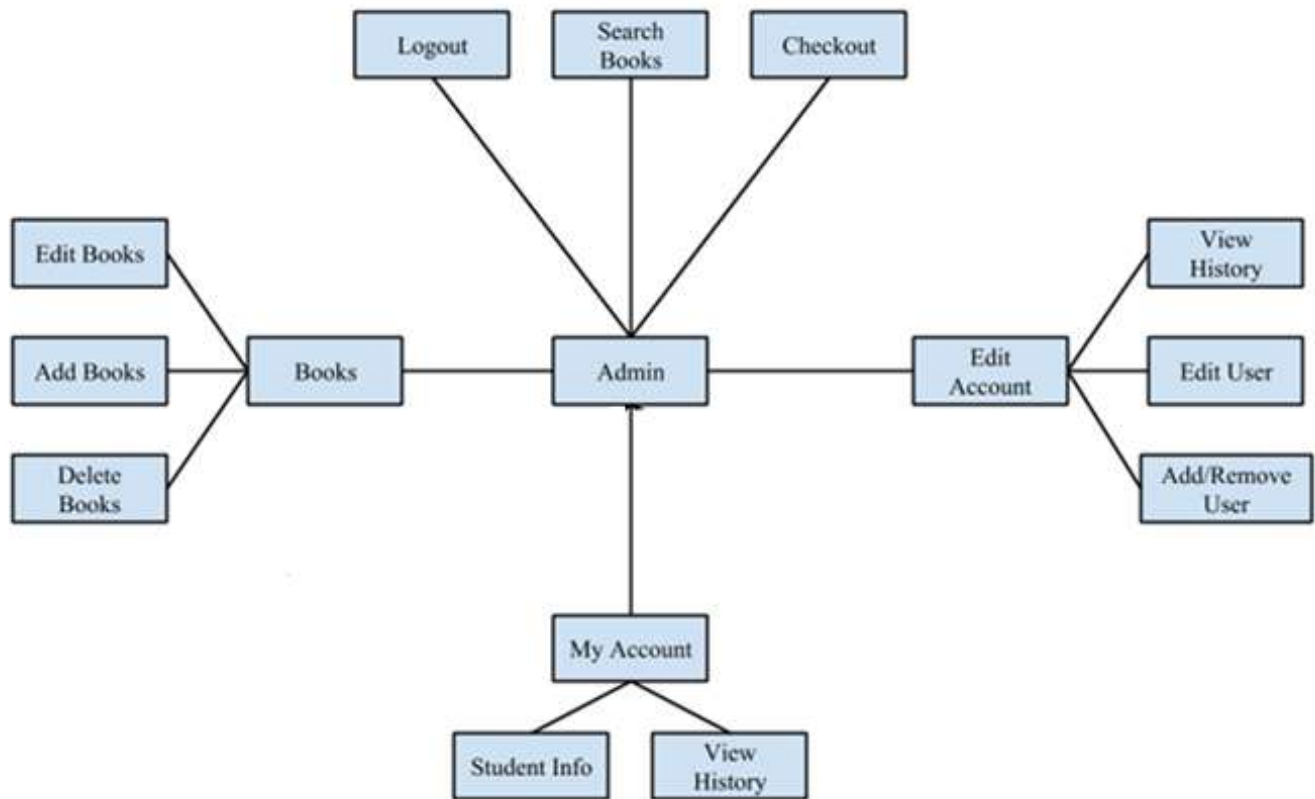 Logout
Search
Books
Checkout
Edit Books
View
History
Add Books
Books
Admin
Edit
Account
Edit User
Delete
Books
Add/Remove
User
My Account
Student Info
View
History